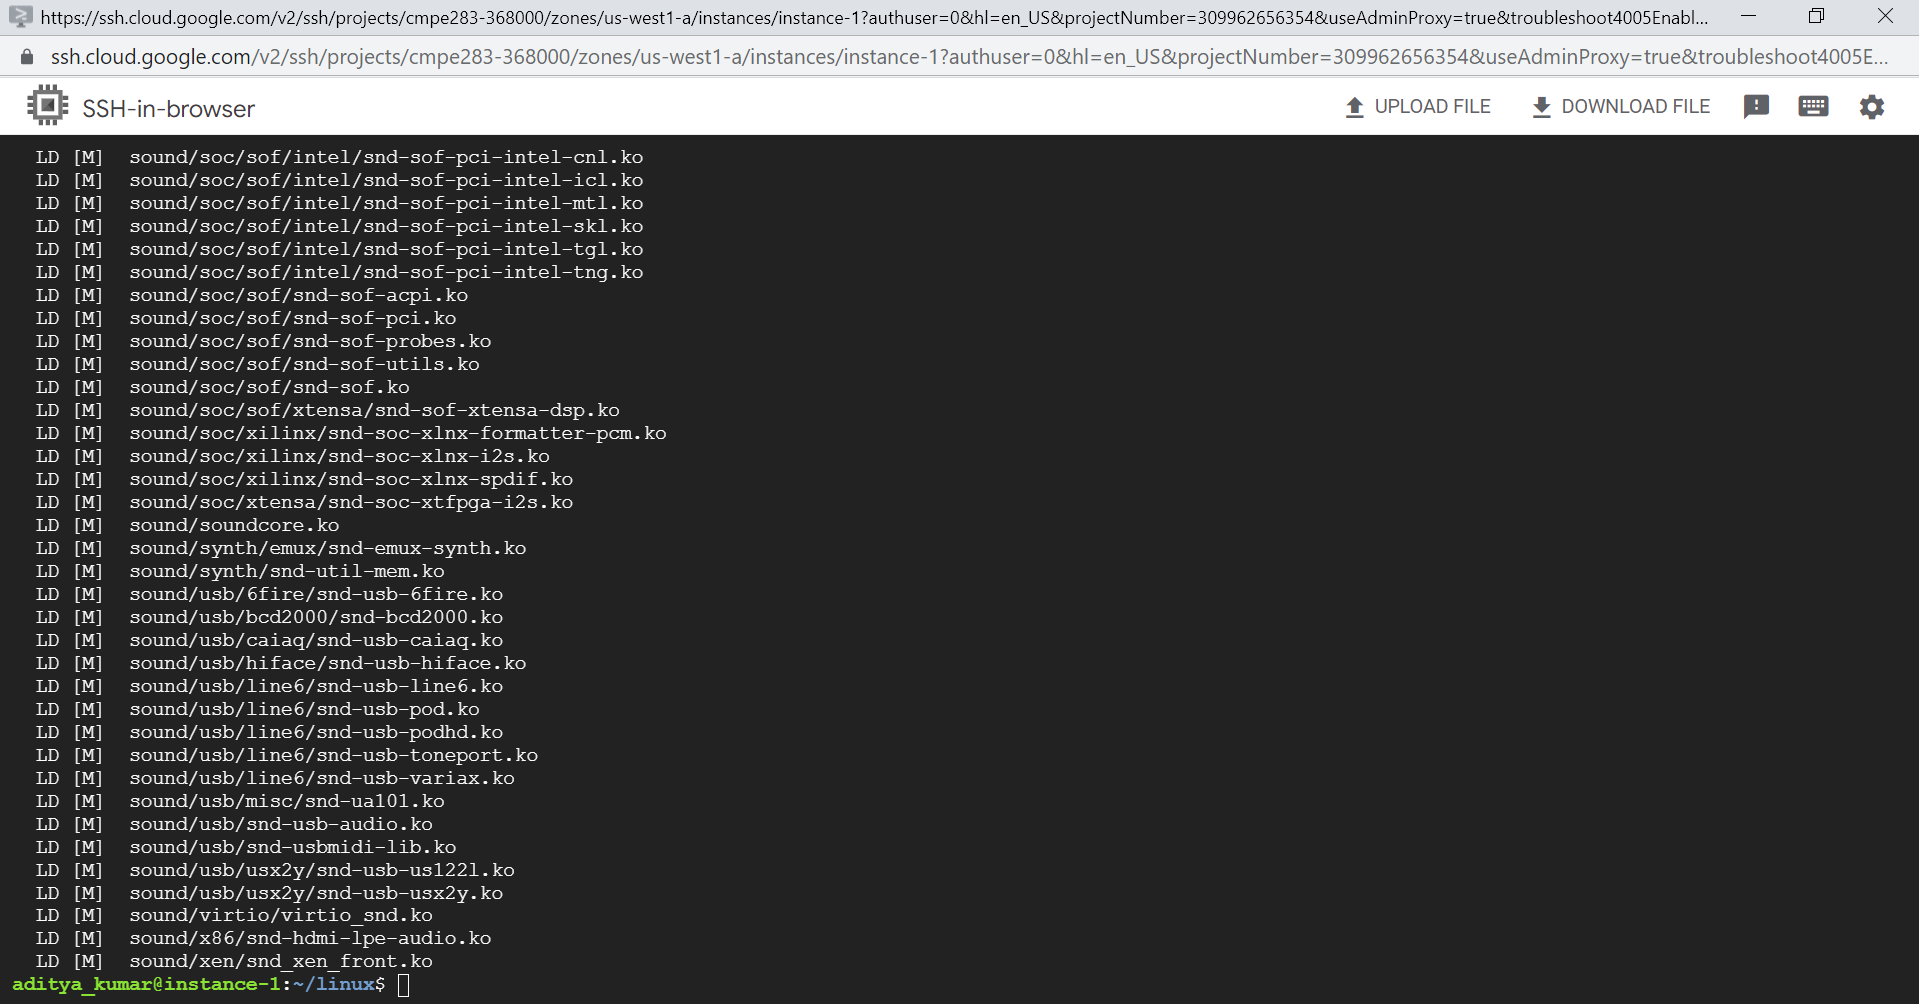 https://ssh.cloud.google.com/v2/ssh/projects/cmpe283-368000/zones/us-west1-a/instances/instance-1?authuser=0&hl=en_US&projectNumber=309962656354&useAdminProxy=true&troubleshoot4005Enabl...
ssh.cloud.google.com/v2/ssh/projects/cmpe283-368000/zones/us-west1-a/instances/instance-1?authuser=0&hl=en_US&projectNumber=309962656354&useAdminProxy=true&troubleshoot4005E...
SSH-in-browser UPLOAD FILE DOWNLOAD FILE
LD [M] sound/soc/sof/intel/snd-sof-pci-intel-cnl.ko
LD [M] sound/soc/sof/intel/snd-sof-pci-intel-icl.ko
LD [M] sound/soc/sof/intel/snd-sof-pci-intel-mtl.ko
LD [M] sound/soc/sof/intel/snd-sof-pci-intel-skl.ko
LD [M] sound/soc/sof/intel/snd-sof-pci-intel-tgl.ko
LD [M] sound/soc/sof/intel/snd-sof-pci-intel-tng.ko
LD [M] sound/soc/sof/snd-sof-acpi.ko
LD [M] sound/soc/sof/snd-sof-pci.ko
LD [M] sound/soc/sof/snd-sof-probes.ko
LD [M] sound/soc/sof/snd-sof-utils.ko
LD [M] sound/soc/sof/snd-sof.ko
LD [M] sound/soc/sof/xtensa/snd-sof-xtensa-dsp.ko
LD [M] sound/soc/xilinx/snd-soc-xlnx-formatter-pcm.ko
LD [M] sound/soc/xilinx/snd-soc-xlnx-i2s.ko
LD [M] sound/soc/xilinx/snd-soc-xlnx-spdif.ko
LD [M] sound/soc/xtensa/snd-soc-xtfpga-i2s.ko
LD [M] sound/soundcore.ko
LD [M] sound/synth/emux/snd-emux-synth.ko
LD [M] sound/synth/snd-util-mem.ko
LD [M] sound/usb/6fire/snd-usb-6fire.ko
LD [M] sound/usb/bcd2000/snd-bcd2000.ko
LD [M] sound/usb/caiaq/snd-usb-caiaq.ko
LD [M] sound/usb/hiface/snd-usb-hiface.ko
LD [M] sound/usb/line6/snd-usb-line6.ko
LD [M] sound/usb/line6/snd-usb-pod.ko
LD [M] sound/usb/line6/snd-usb-podhd.ko
LD [M] sound/usb/line6/snd-usb-toneport.ko
LD [M] sound/usb/line6/snd-usb-variax.ko
LD [M] sound/usb/misc/snd-ua101.ko
LD [M] sound/usb/snd-usb-audio.ko
LD [M] sound/usb/snd-usbmidi-lib.ko
LD [M] sound/usb/usx2y/snd-usb-us122l.ko
LD [M] sound/usb/usx2y/snd-usb-usx2y.ko
LD [M] sound/virtio/virtio_snd.ko
LD [M] sound/x86/snd-hdmi-lpe-audio.ko
LD [M] sound/xen/snd_xen_front.ko
aditya_kumar@instance-1:~/linux$